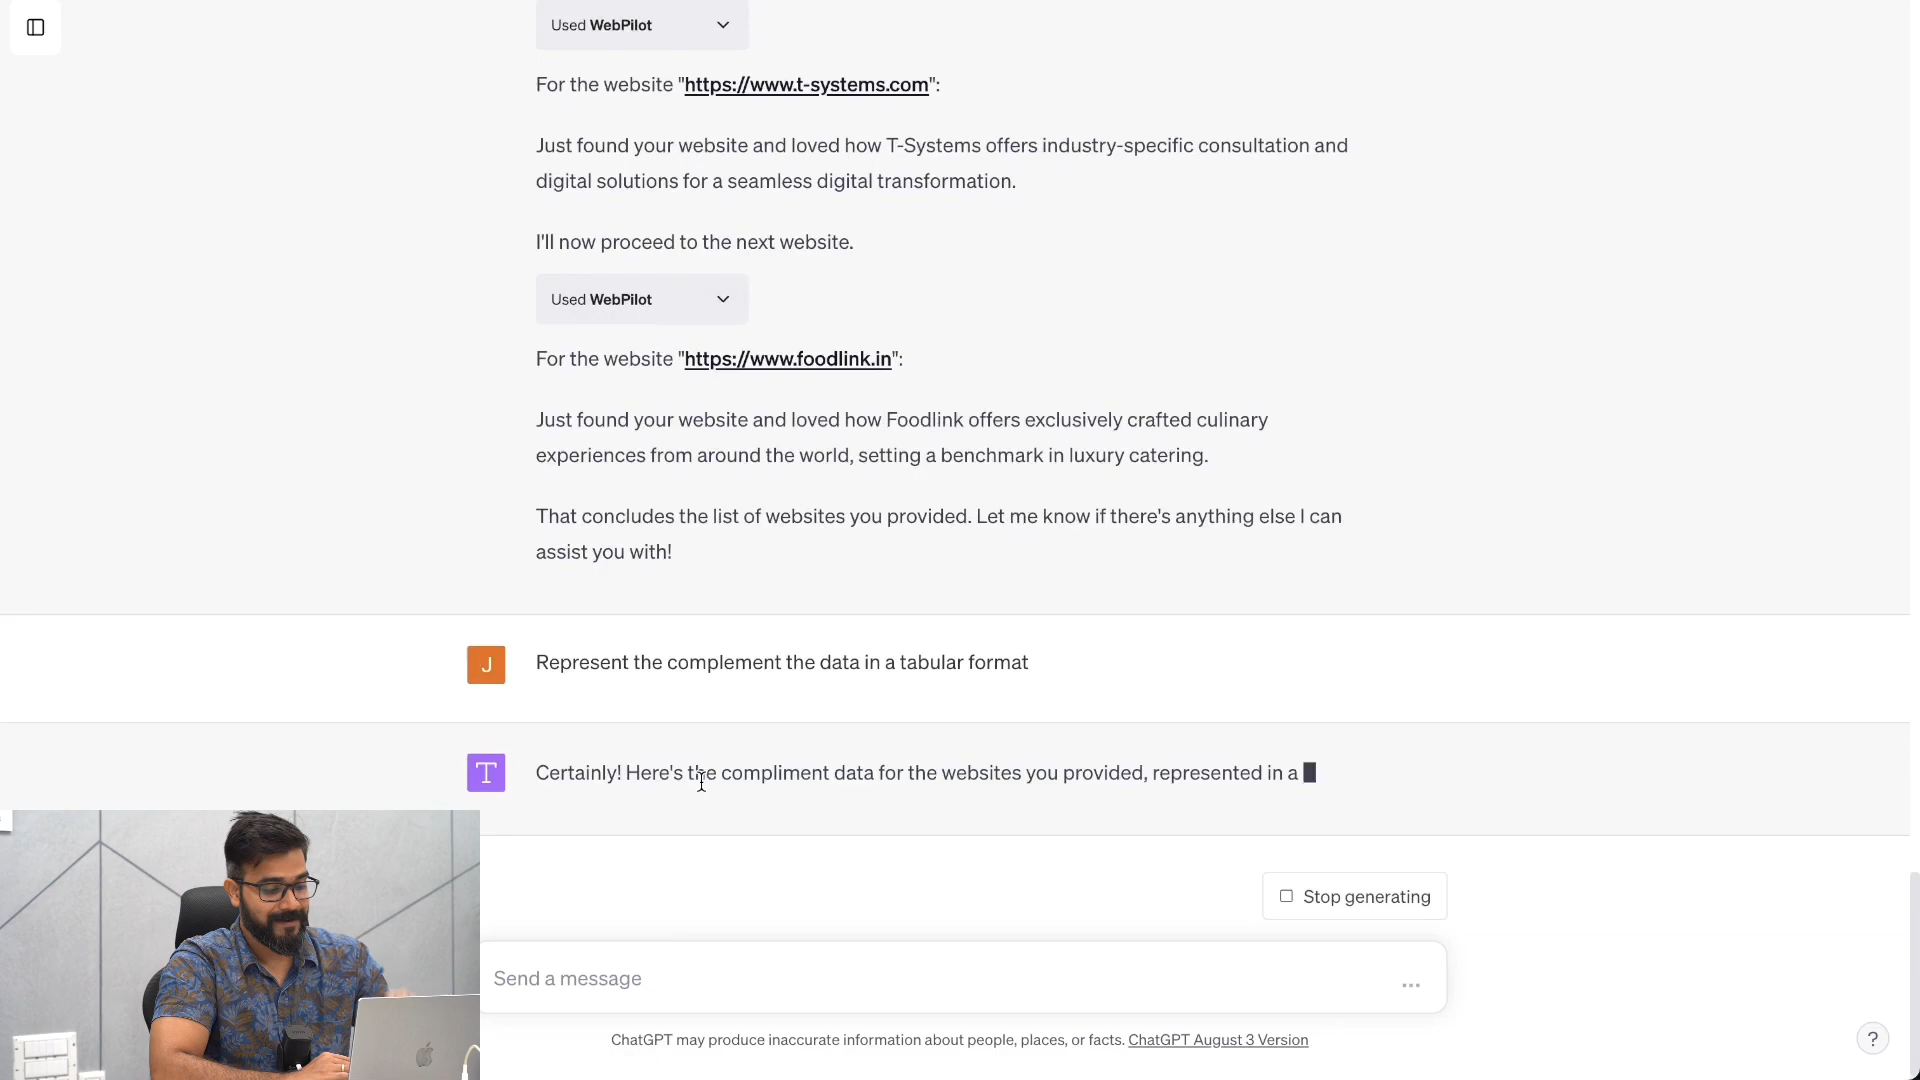 Used WebPilot
For the website "https://www.t-systems.com":
Just found your website and loved how T-Systems offers industry-specific consultation and
digital solutions for a seamless digital transformation.
I'll now proceed to the next website.
Used WebPilot
For the website "https://www.foodlink.in":
Just found your website and loved how Foodlink offers exclusively crafted culinary
experiences from around the world, setting a benchmark in luxury catering.
That concludes the list of websites you provided. Let me know if there's anything else I can
assist you with!
J
Represent the complement the data in a tabular format
T
Certainly! Here's the compliment data for the websites you provided, represented in a
Stop generating
Send a message
...
ChatGPT may produce inaccurate information about people, places, or facts. ChatGPT August 3 Version
?